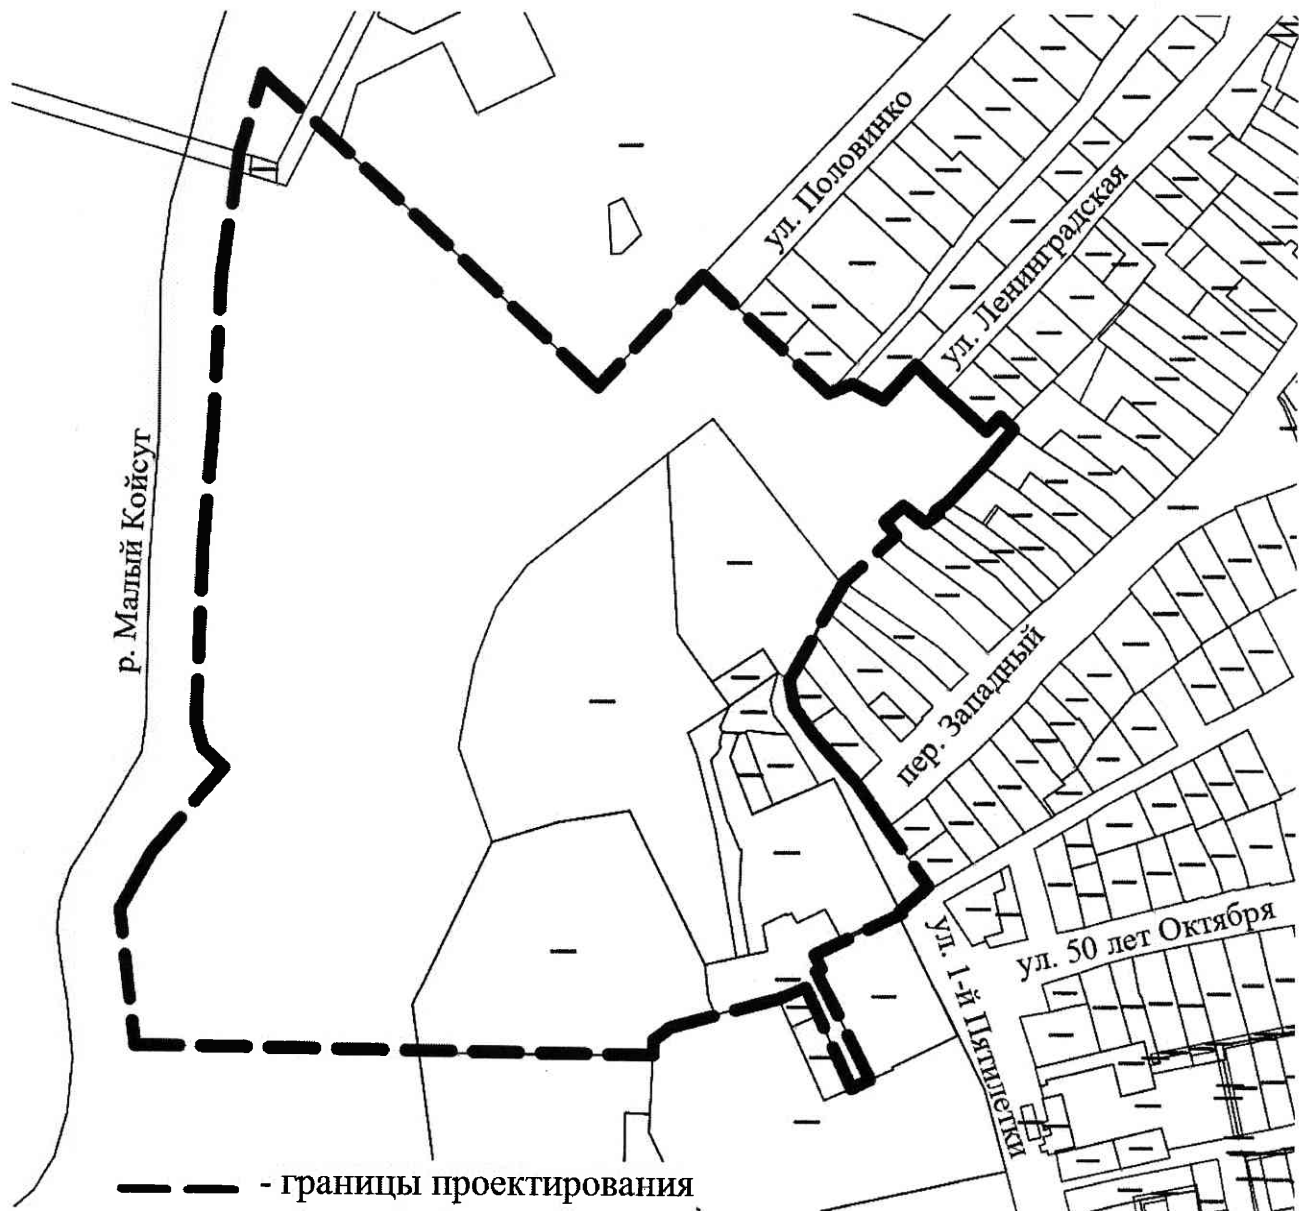 ул. Половинко
ул. Ленинградская
р. Малый Койсуг
пер. Западный
ул. 50 лет Октября
ул. 1-й Пятилетки
- границы проектирования